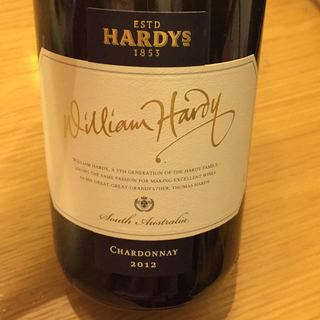 ESTD
HARDYS
1853
William Hardy
WILLIAM HARDY, A 5TH GENERATION OF THE HARDY FAMILY,
SHARES THE SAME PASSION FOR MAKING EXCELLENT WINES
AS HIS GREAT-GREAT-GRANDFATHER, THOMAS HARDY
South Australia
CHARDONNAY
2012